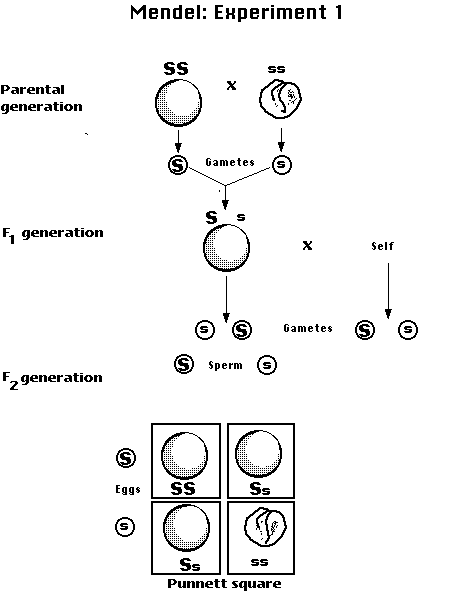 Mendel: Experiment 1
SS x ss
Parental
generation
S Gametes s
S s
F1 generation x Self
s S Gametes S s
S Sperm s
F2 generation
S
Eggs SS Ss
s
Ss ss
Punnett square